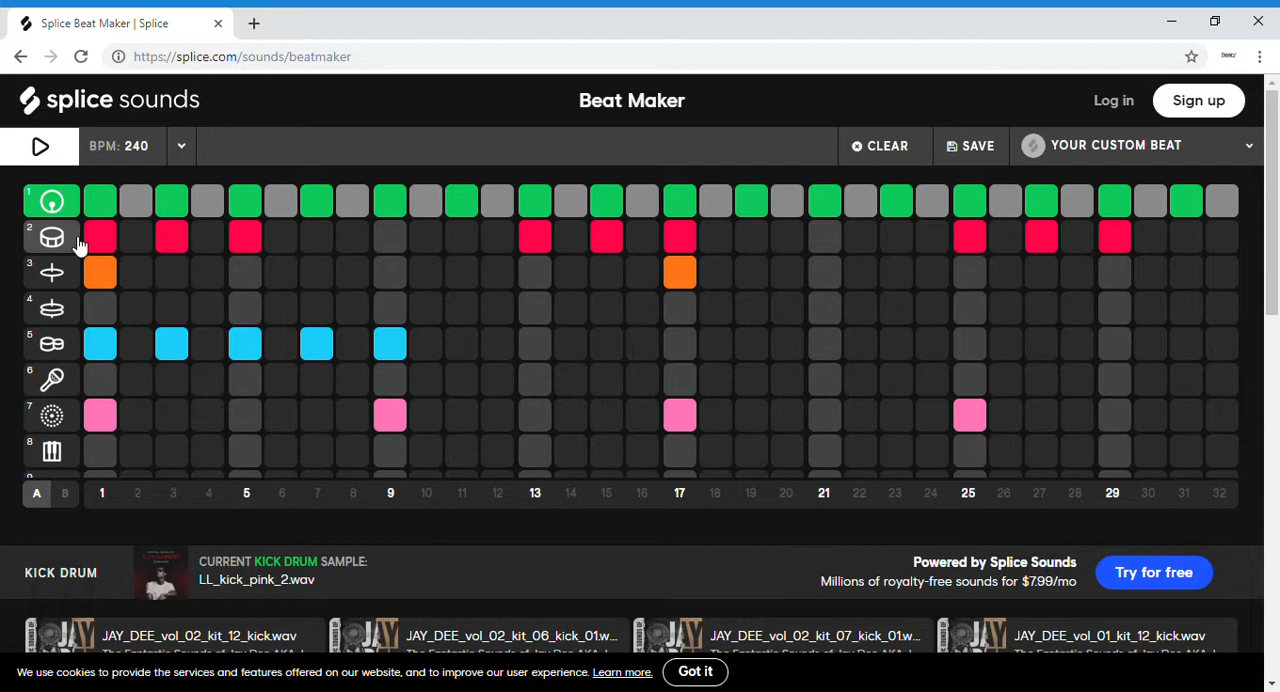 Splice Beat Maker | Splice
https://splice.com/sounds/beatmaker
splice sounds
Beat Maker
Log in
Sign up
BPM: 240
CLEAR
SAVE
YOUR CUSTOM BEAT
1
2
3
4
5
6
7
8
A B 1 2 3 4 5 6 7 8 9 10 11 12 13 14 15 16 17 18 19 20 21 22 23 24 25 26 27 28 29 30 31 32
KICK DRUM
CURRENT KICK DRUM SAMPLE:
LL_kick_pink_2.wav
Powered by Splice Sounds
Millions of royalty-free sounds for $7.99/mo
Try for free
JAY_DEE_vol_02_kit_12_kick.wav
JAY_DEE_vol_02_kit_06_kick_01.w...
JAY_DEE_vol_02_kit_07_kick_01.w...
JAY_DEE_vol_01_kit_12_kick.wav
We use cookies to provide the services and features offered on our website, and to improve our user experience. Learn more.
Got it